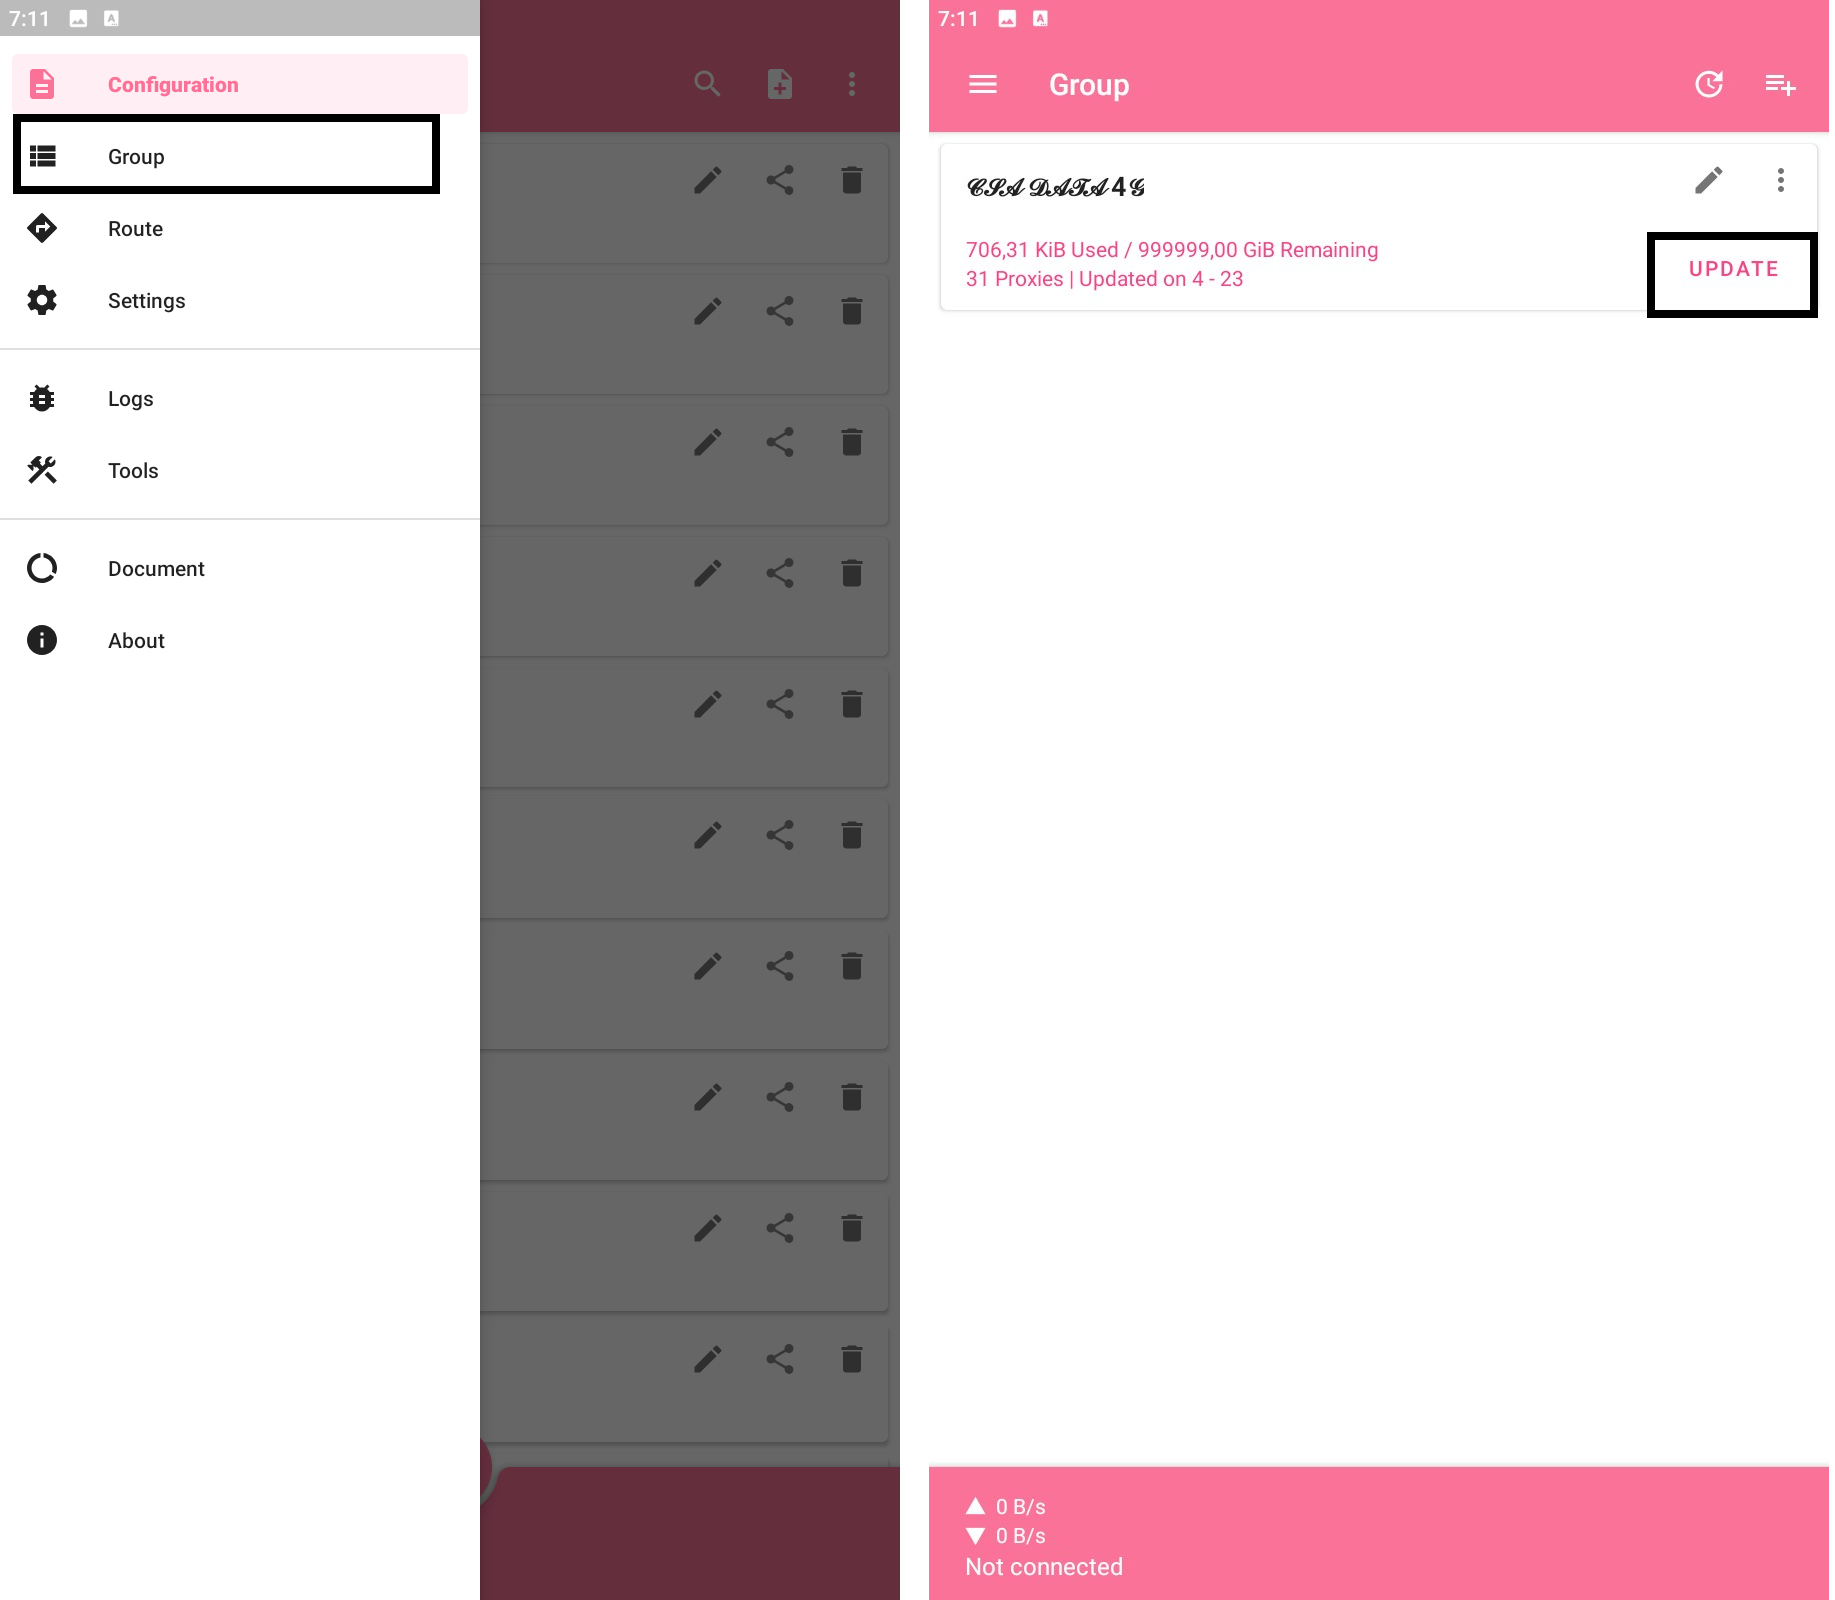 7:11
Configuration
Group
Route
Settings
Logs
Tools
Document
About
7:11
Group
𝒞𝒮𝒜 𝒟𝒜𝒯𝒜 4𝒢
706,31 KiB Used / 999999,00 GiB Remaining
31 Proxies | Updated on 4 - 23
UPDATE
▲ 0 B/s
▼ 0 B/s
Not connected